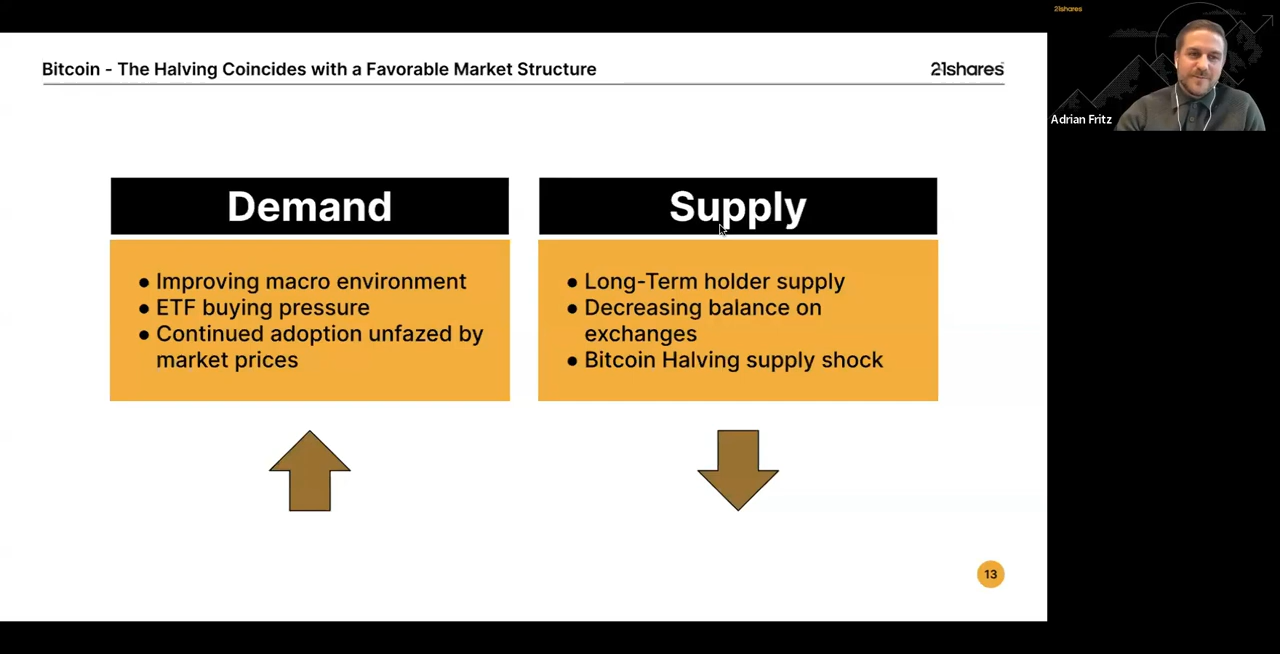 Bitcoin - The Halving Coincides with a Favorable Market Structure
21shares
21shares
Adrian Fritz
Demand
● Improving macro environment
● ETF buying pressure
● Continued adoption unfazed by
market prices
Supply
● Long-Term holder supply
● Decreasing balance on
exchanges
● Bitcoin Halving supply shock
13